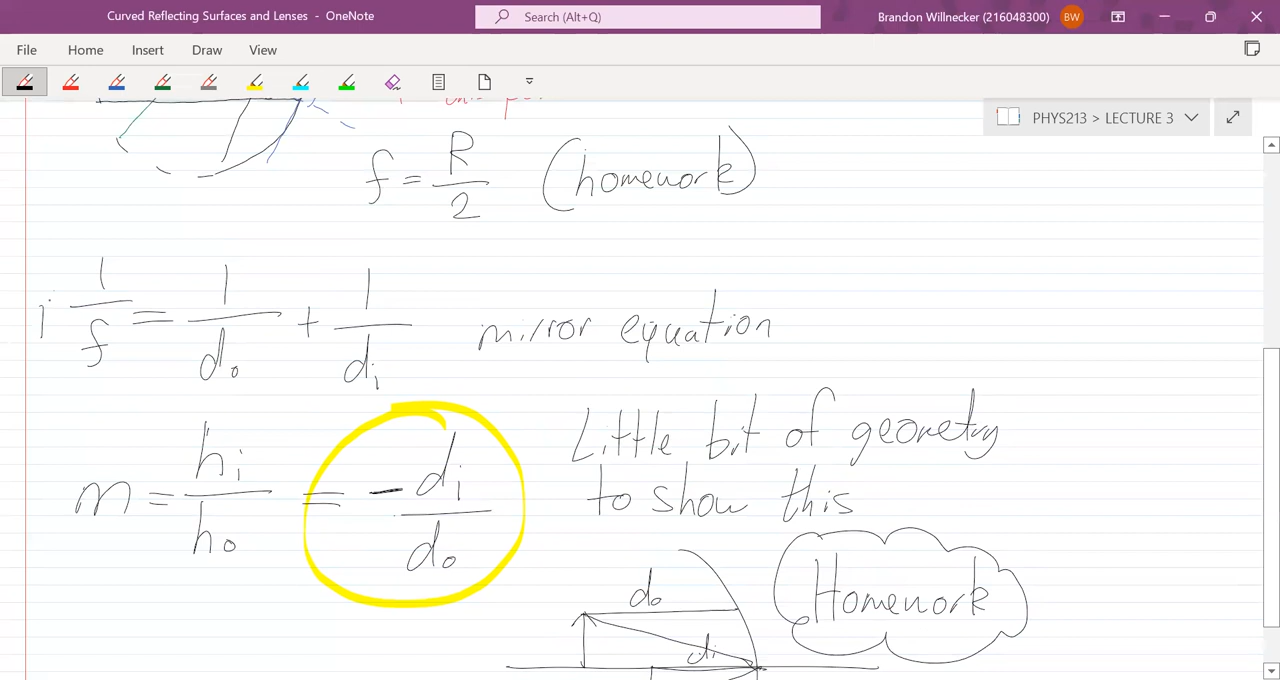 Curved Reflecting Surfaces and Lenses - OneNote
Search (Alt+Q)
Brandon Willnecker (216048300)
BW
File Home Insert Draw View
PHYS213 > LECTURE 3
f = R/2 (homework)
1/f = 1/do + 1/di mirror equation
m = hi/ho = -di/do
Little bit of geometry
to show this
Homework
do
di